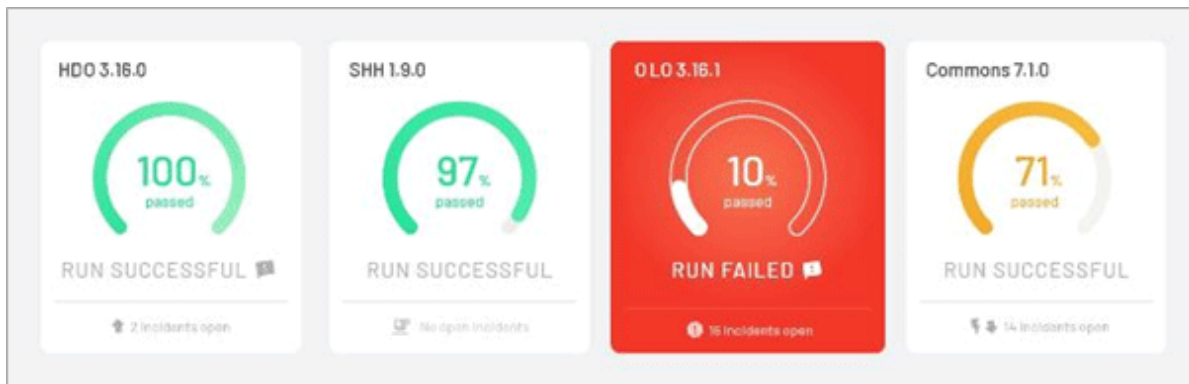 HDO 3.16.0
100%
passed
RUN SUCCESSFUL
2 incidents open
SHH 1.9.0
97%
passed
RUN SUCCESSFUL
No open incidents
OLO 3.16.1
10%
passed
RUN FAILED
16 incidents open
Commons 7.1.0
71%
passed
RUN SUCCESSFUL
14 incidents open